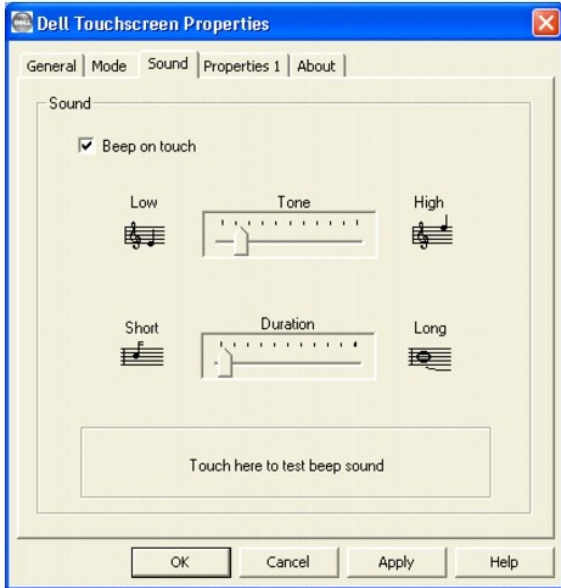 Dell Touchscreen Properties
General Mode Sound Properties 1 About
Sound
Beep on touch
Low Tone High
Short Duration Long
Touch here to test beep sound
OK Cancel Apply Help